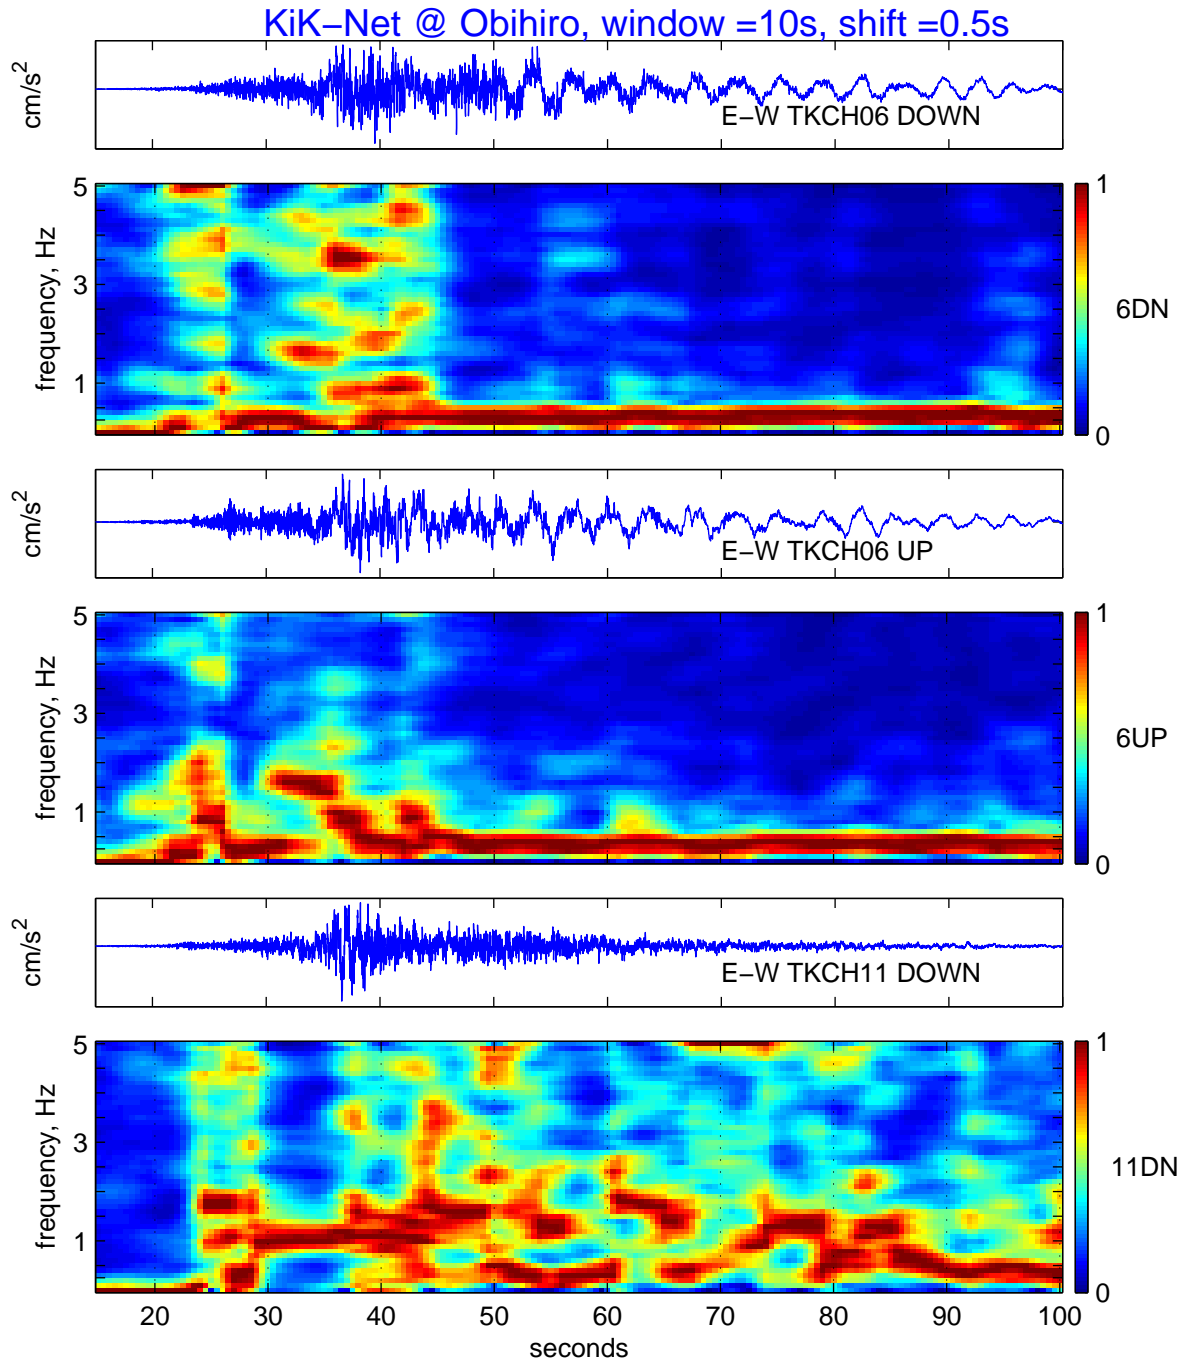 KiK−Net @ Obihiro, window =10s, shift =0.5s
cm/s²
E−W TKCH06 DOWN
5
3
1
frequency, Hz
1
0
6DN
cm/s²
E−W TKCH06 UP
5
3
1
frequency, Hz
1
0
6UP
cm/s²
E−W TKCH11 DOWN
5
3
1
frequency, Hz
1
0
11DN
20 30 40 50 60 70 80 90 100
seconds